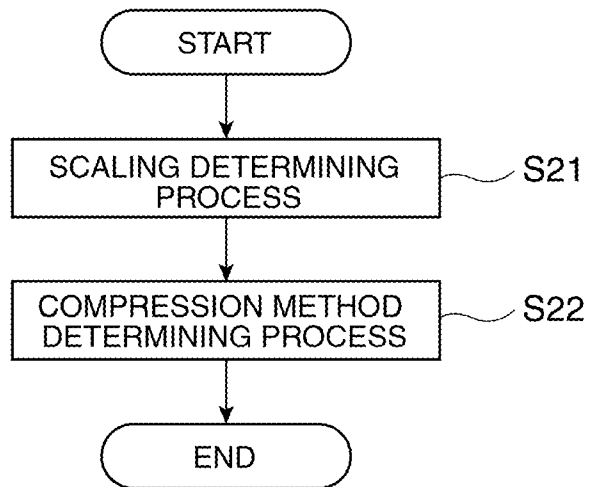 START
SCALING DETERMINING
PROCESS
S21
COMPRESSION METHOD
DETERMINING PROCESS
S22
END